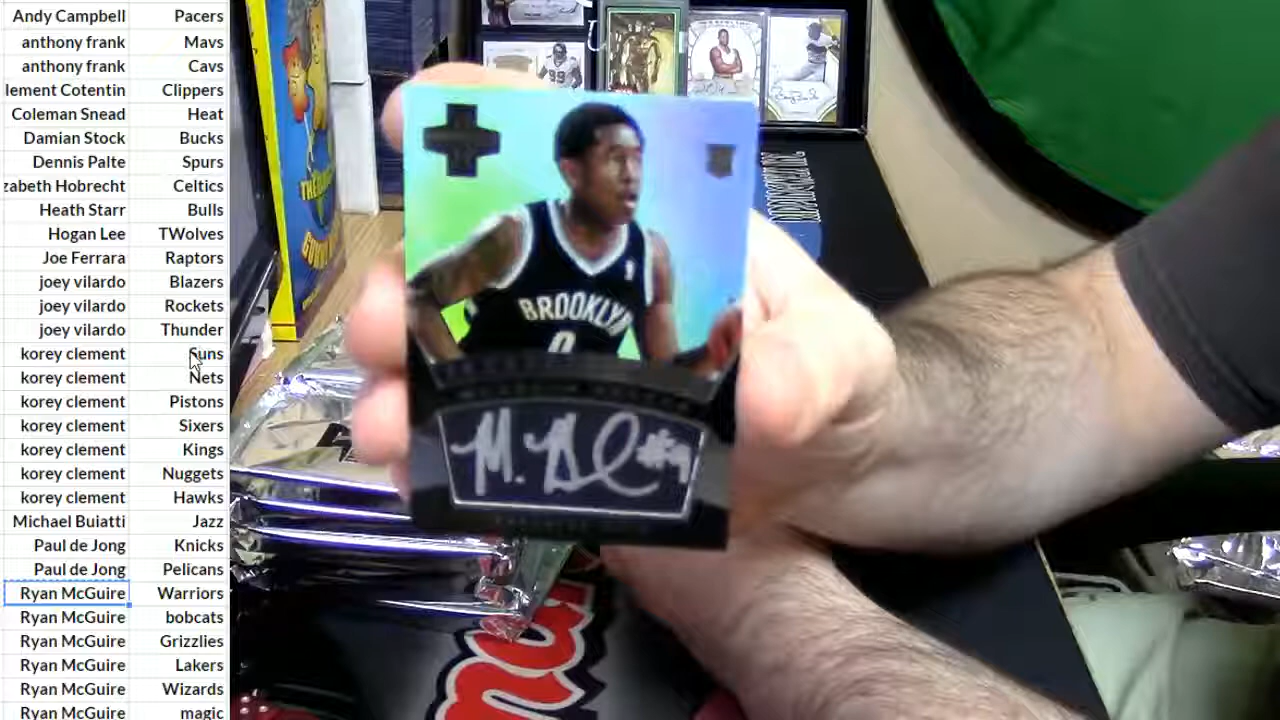 Andy Campbell Pacers
anthony frank Mavs
anthony frank Cavs
lement Cotentin Clippers
Coleman Snead Heat
Damian Stock Bucks
Dennis Palte Spurs
zabeth Hobrecht Celtics
Heath Starr Bulls
Hogan Lee TWolves
Joe Ferrara Raptors
joey vilardo Blazers
joey vilardo Rockets
joey vilardo Thunder
korey clement Suns
korey clement Nets
korey clement Pistons
korey clement Sixers
korey clement Kings
korey clement Nuggets
korey clement Hawks
Michael Buiatti Jazz
Paul de Jong Knicks
Paul de Jong Pelicans
Ryan McGuire Warriors
Ryan McGuire bobcats
Ryan McGuire Grizzlies
Ryan McGuire Lakers
Ryan McGuire Wizards
Ryan McGuire magic
BROOKLYN